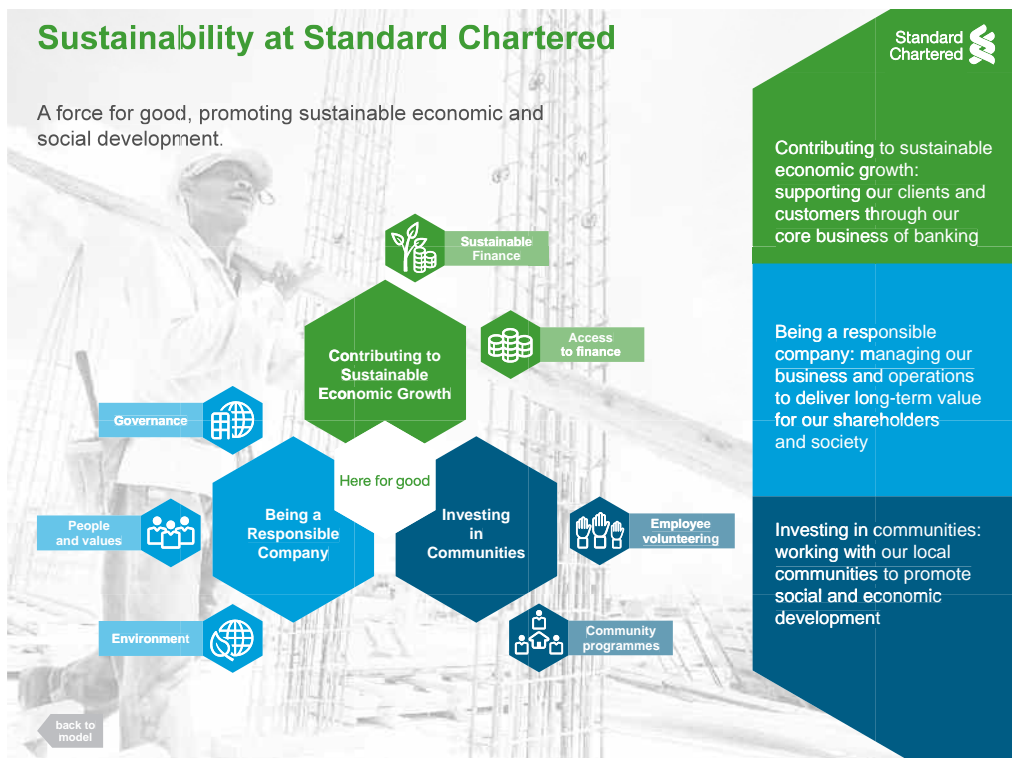 Sustainability at Standard Chartered
Standard
Chartered
A force for good, promoting sustainable economic and
social development.
Sustainable
Finance
Access
to finance
Contributing to
Sustainable
Economic Growth
Governance
Here for good
People
and values
Being a
Responsible
Company
Investing
in
Communities
Employee
volunteering
Environment
Community
programmes
back to
model
Contributing to sustainable
economic growth:
supporting our clients and
customers through our
core business of banking
Being a responsible
company: managing our
business and operations
to deliver long-term value
for our shareholders
and society
Investing in communities:
working with our local
communities to promote
social and economic
development